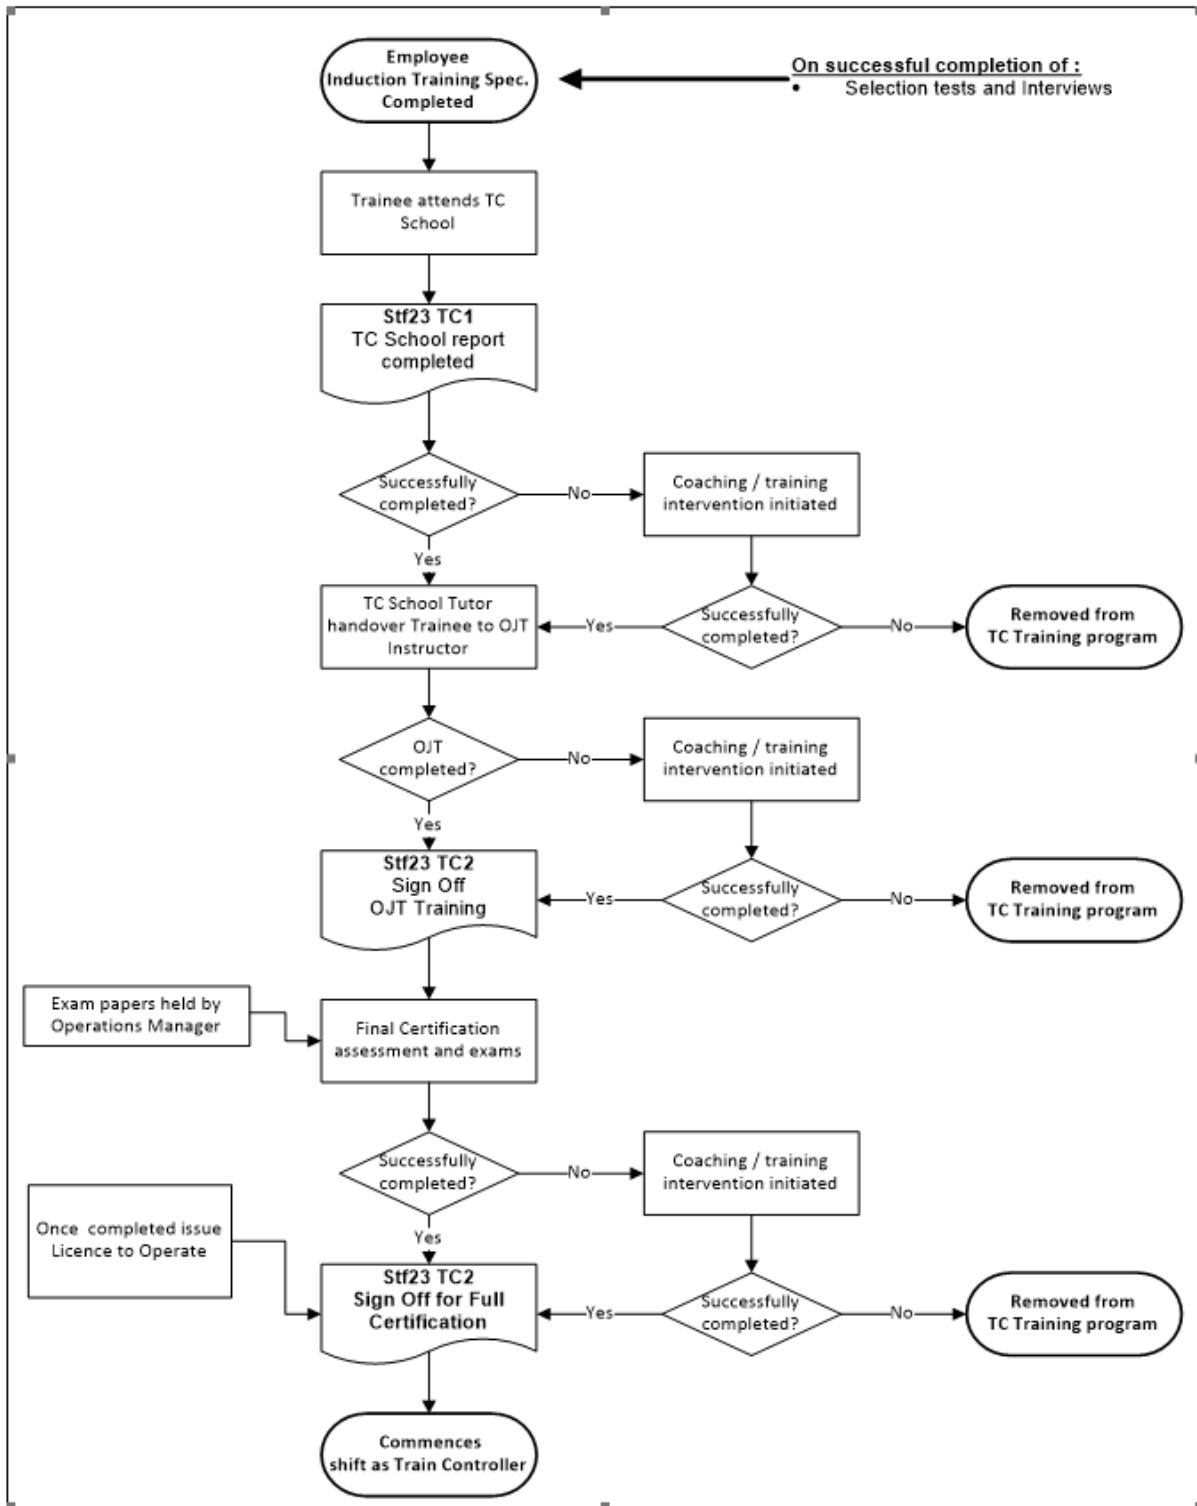 Employee
Induction Training Spec.
Completed
On successful completion of :
• Selection tests and Interviews
Trainee attends TC
School
Stf23 TC1
TC School report
completed
Successfully
completed?
No
Coaching / training
intervention initiated
Yes
TC School Tutor
handover Trainee to OJT
Instructor
Yes
Successfully
completed?
No
Removed from
TC Training program
OJT
completed?
No
Coaching / training
intervention initiated
Yes
Stf23 TC2
Sign Off
OJT Training
Yes
Successfully
completed?
No
Removed from
TC Training program
Exam papers held by
Operations Manager
Final Certification
assessment and exams
Successfully
completed?
No
Coaching / training
intervention initiated
Once completed issue
Licence to Operate
Yes
Stf23 TC2
Sign Off for Full
Certification
Yes
Successfully
completed?
No
Removed from
TC Training program
Commences
shift as Train Controller